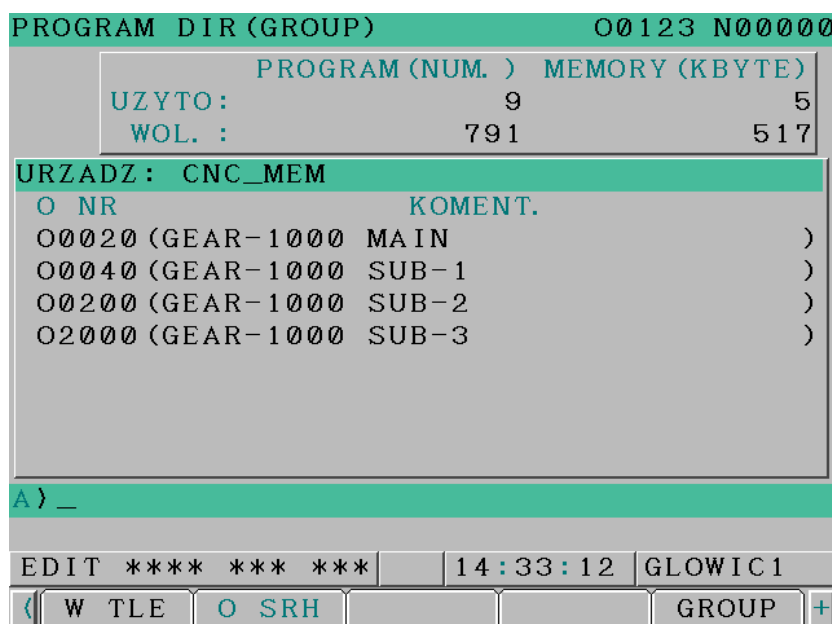 PROGRAM DIR(GROUP) O0123 N00000
PROGRAM(NUM. ) MEMORY(KBYTE)
UZYTO: 9 5
WOL. : 791 517
URZADZ: CNC_MEM
O NR KOMENT.
O0020(GEAR-1000 MAIN )
O0040(GEAR-1000 SUB-1 )
O0200(GEAR-1000 SUB-2 )
O2000(GEAR-1000 SUB-3 )
A)_
EDIT **** *** *** 14:33:12 GLOWIC1
( W TLE O SRH GROUP +